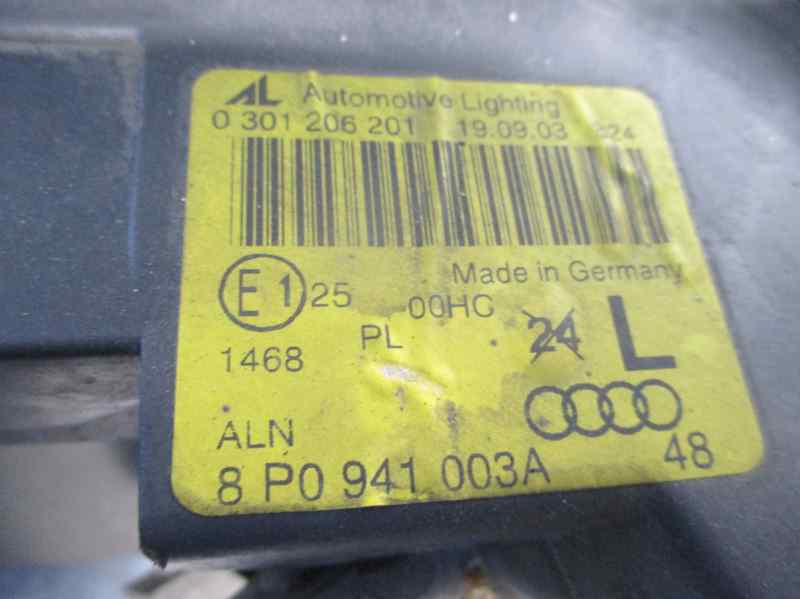 AL Automotive Lighting
0 301 206 201 19.09.03 324
Made in Germany
E1 25 00HC
1468 PL 24 L
ALN
8 P0 941 003A 48